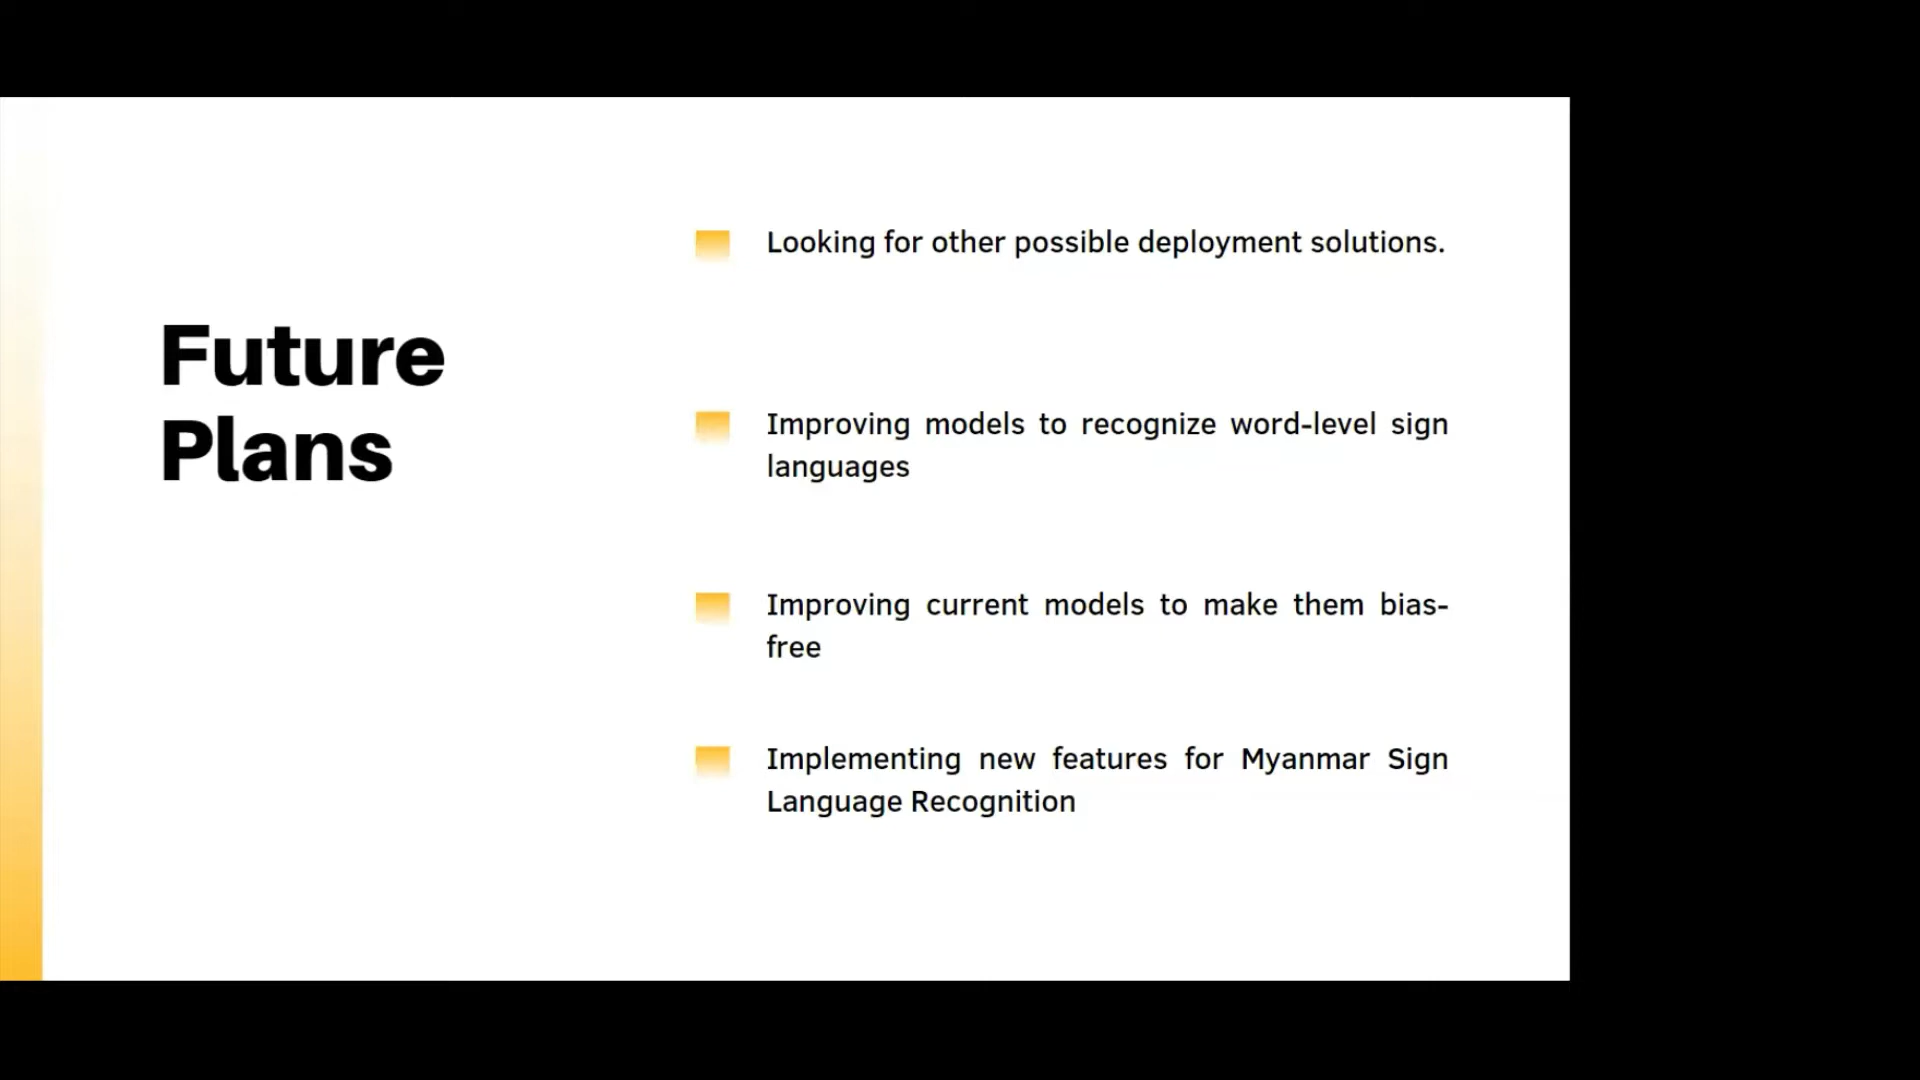 Future
Plans
Looking for other possible deployment solutions.
Improving models to recognize word-level sign
languages
Improving current models to make them bias-
free
Implementing new features for Myanmar Sign
Language Recognition